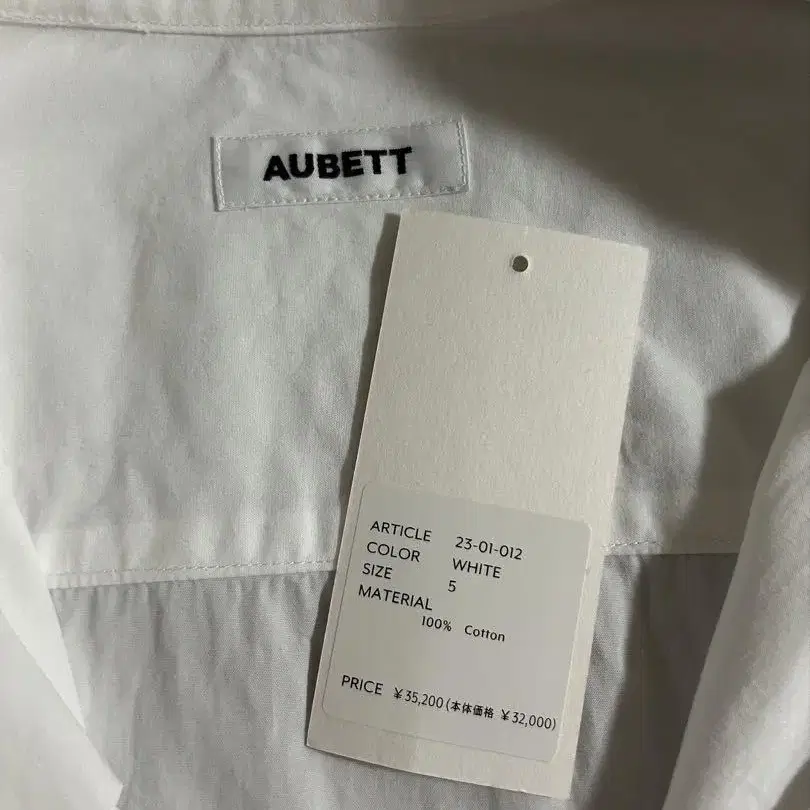 AUBETT
ARTICLE 23-01-012
COLOR WHITE
SIZE 5
MATERIAL
100% Cotton
PRICE ¥35,200(本体価格 ¥32,000)